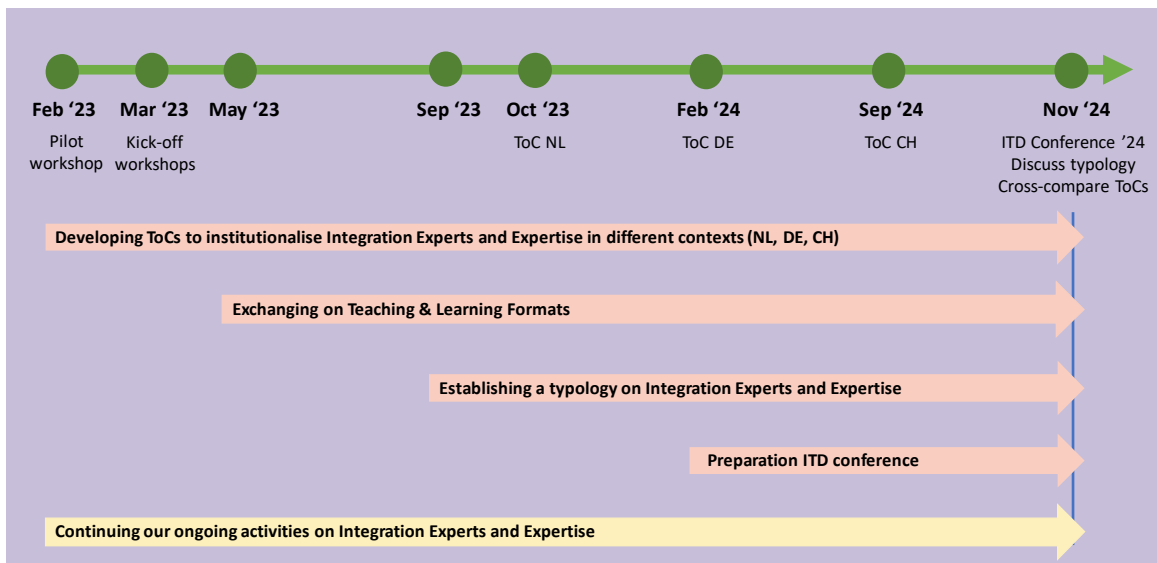 Feb ‘23 Mar ‘23 May ‘23 Sep ‘23 Oct ‘23 Feb ‘24 Sep ‘24 Nov ‘24
Pilot
workshop
Kick-off
workshops
ToC NL
ToC DE
ToC CH
ITD Conference ’24
Discuss typology
Cross-compare ToCs
Developing ToCs to institutionalise Integration Experts and Expertise in different contexts (NL, DE, CH)
Exchanging on Teaching & Learning Formats
Establishing a typology on Integration Experts and Expertise
Preparation ITD conference
Continuing our ongoing activities on Integration Experts and Expertise